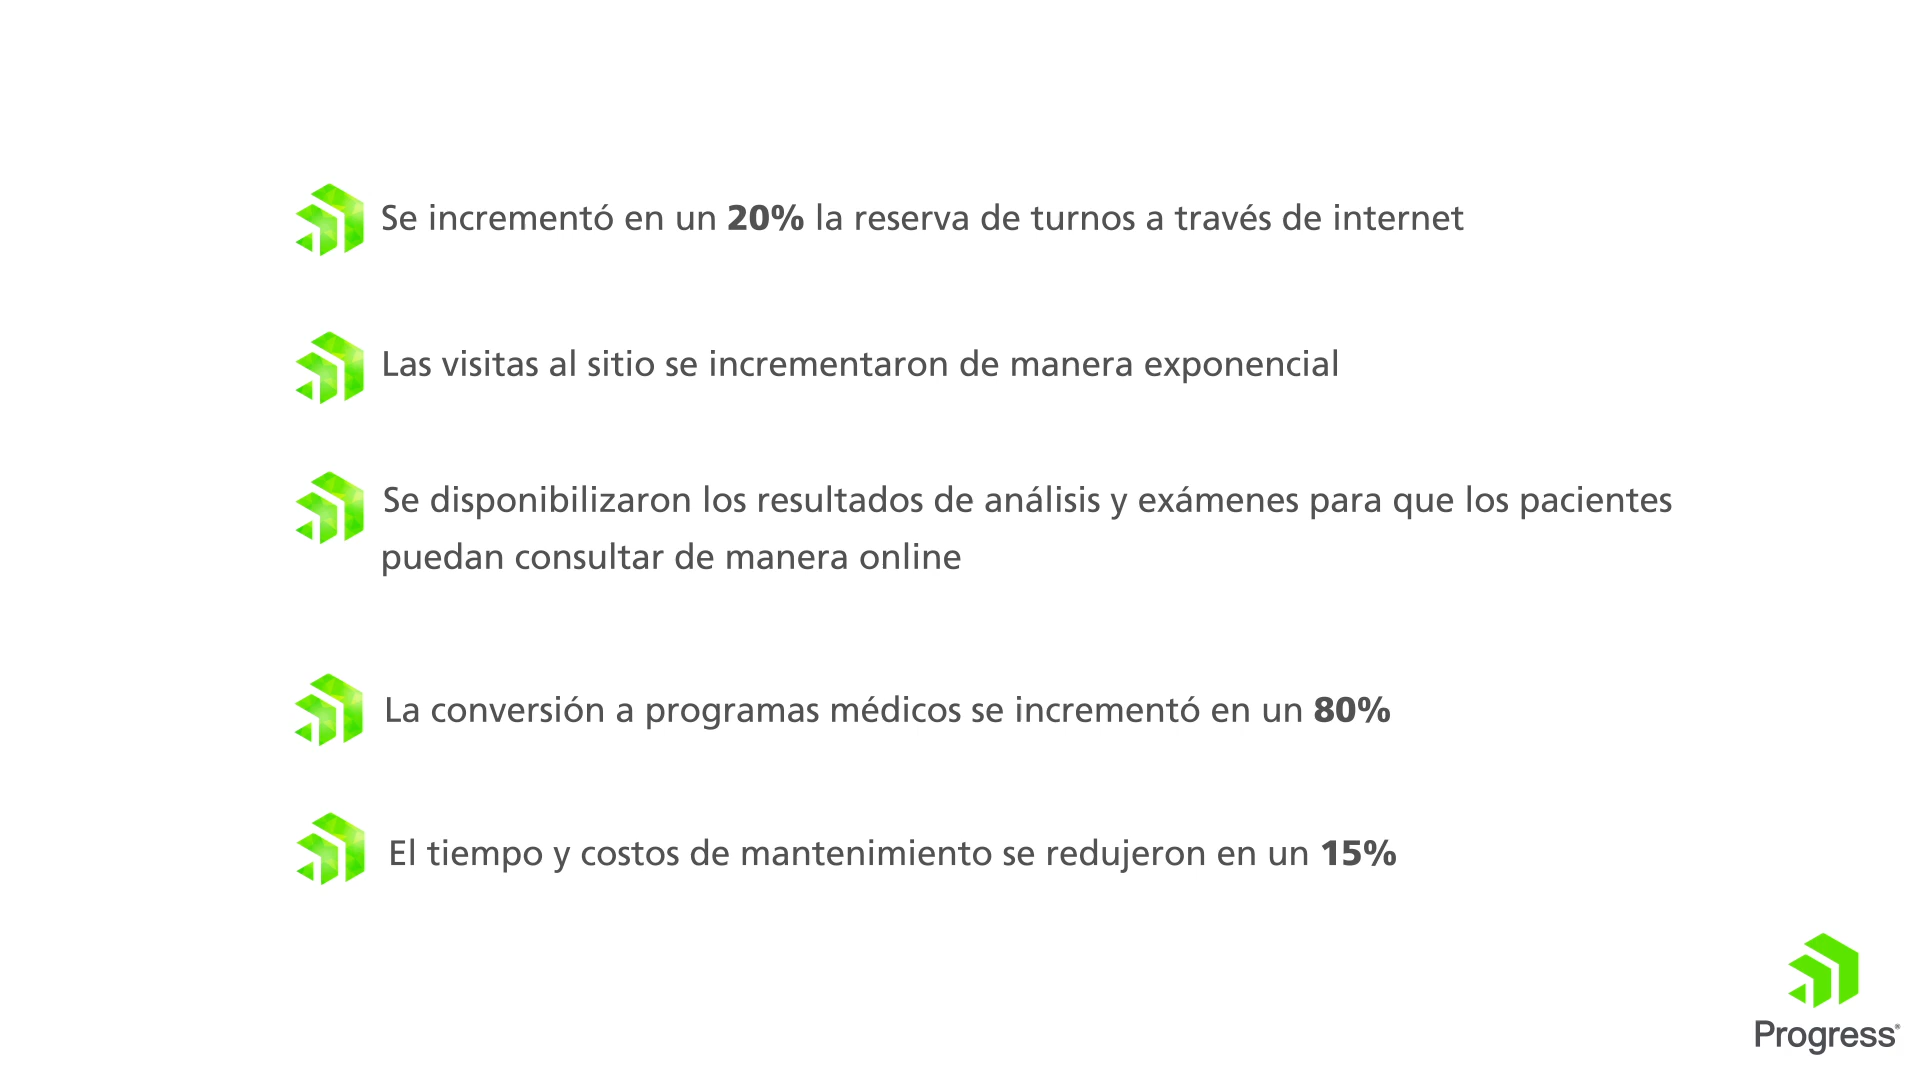 Se incrementó en un 20% la reserva de turnos a través de internet
Las visitas al sitio se incrementaron de manera exponencial
Se disponibilizaron los resultados de análisis y exámenes para que los pacientes
puedan consultar de manera online
La conversión a programas médicos se incrementó en un 80%
El tiempo y costos de mantenimiento se redujeron en un 15%
Progress®